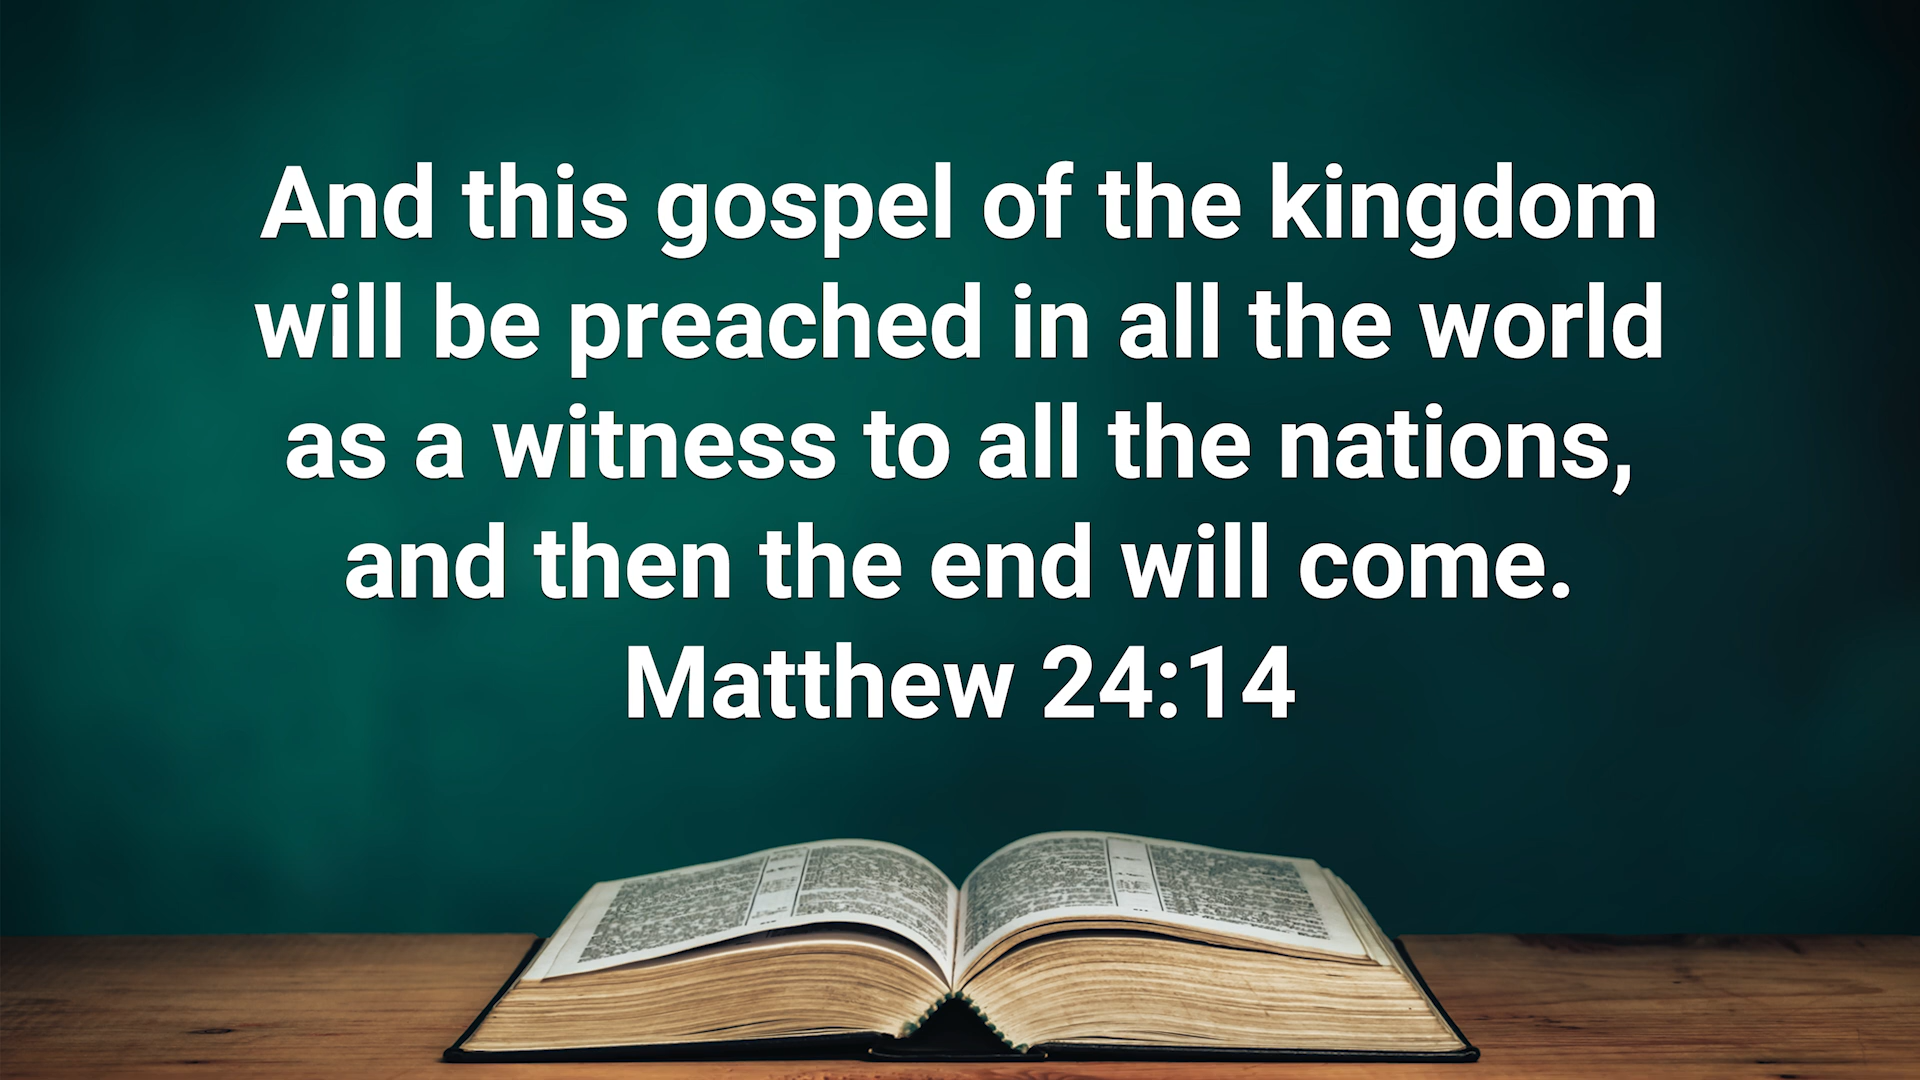 And this gospel of the kingdom
will be preached in all the world
as a witness to all the nations,
and then the end will come.
Matthew 24:14